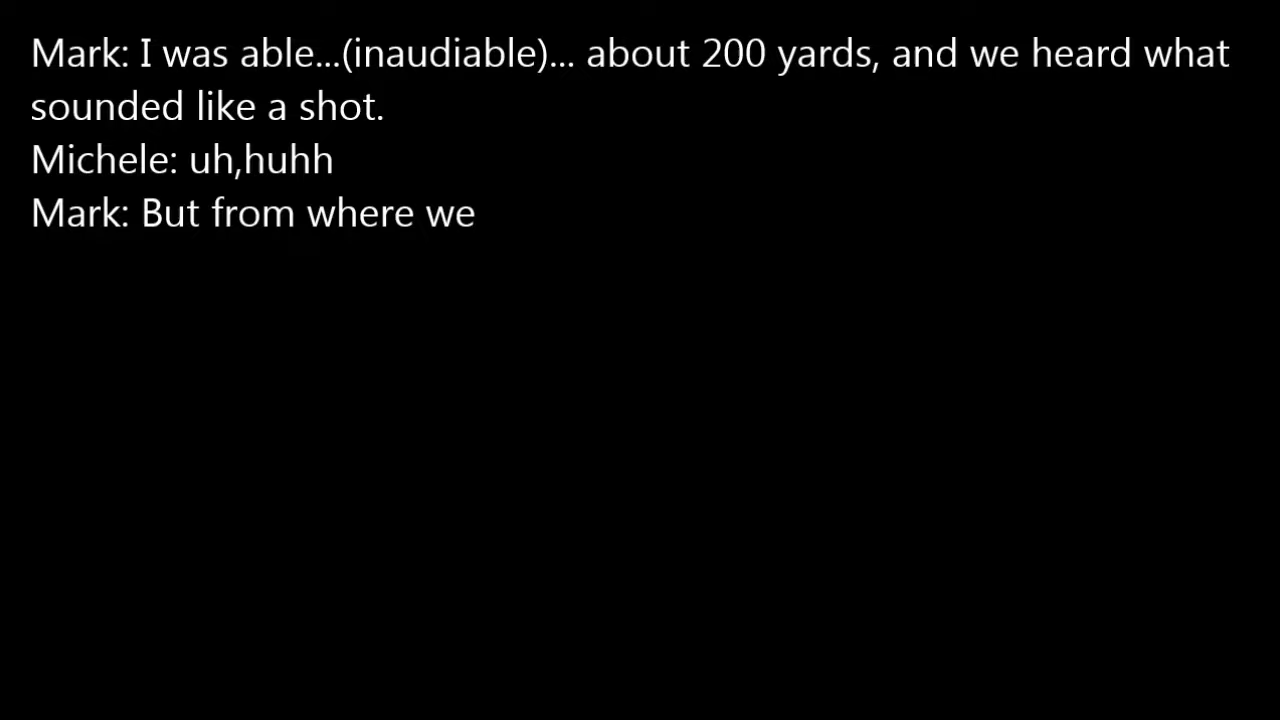 Mark: I was able...(inaudiable)... about 200 yards, and we heard what
sounded like a shot.
Michele: uh,huhh
Mark: But from where we